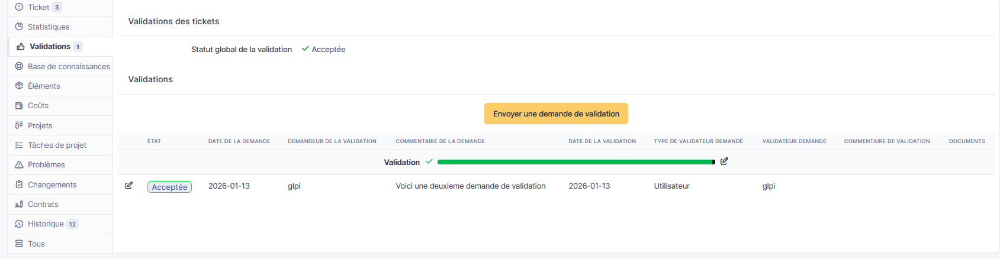 Ticket 3
Statistiques
Validations 1
Base de connaissances
Éléments
Coûts
Projets
Tâches de projet
Problèmes
Changements
Contrats
Historique 12
Tous
Validations des tickets
Statut global de la validation Acceptée
Validations
Envoyer une demande de validation
ÉTAT DATE DE LA DEMANDE DEMANDEUR DE LA VALIDATION COMMENTAIRE DE LA DEMANDE DATE DE LA VALIDATION TYPE DE VALIDATEUR DEMANDÉ VALIDATEUR DEMANDÉ COMMENTAIRE DE VALIDATION DOCUMENTS
Validation
Acceptée 2026-01-13 glpi Voici une deuxieme demande de validation 2026-01-13 Utilisateur glpi